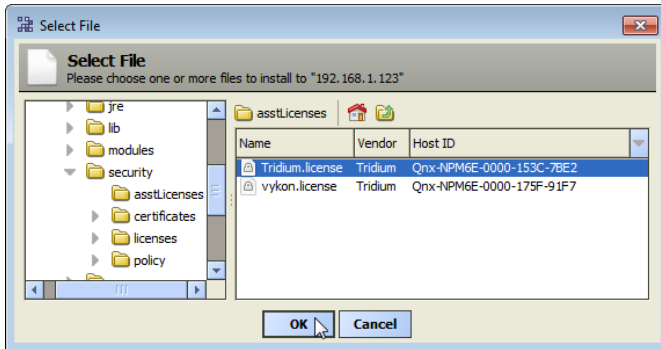 Select File
Select File
Please choose one or more files to install to "192.168.1.123"
jre
lib
modules
security
asstLicenses
certificates
licenses
policy
asstLicenses
Name Vendor Host ID
Tridium.license Tridium Qnx-NPM6E-0000-153C-7BE2
vykon.license Tridium Qnx-NPM6E-0000-175F-91F7
OK Cancel